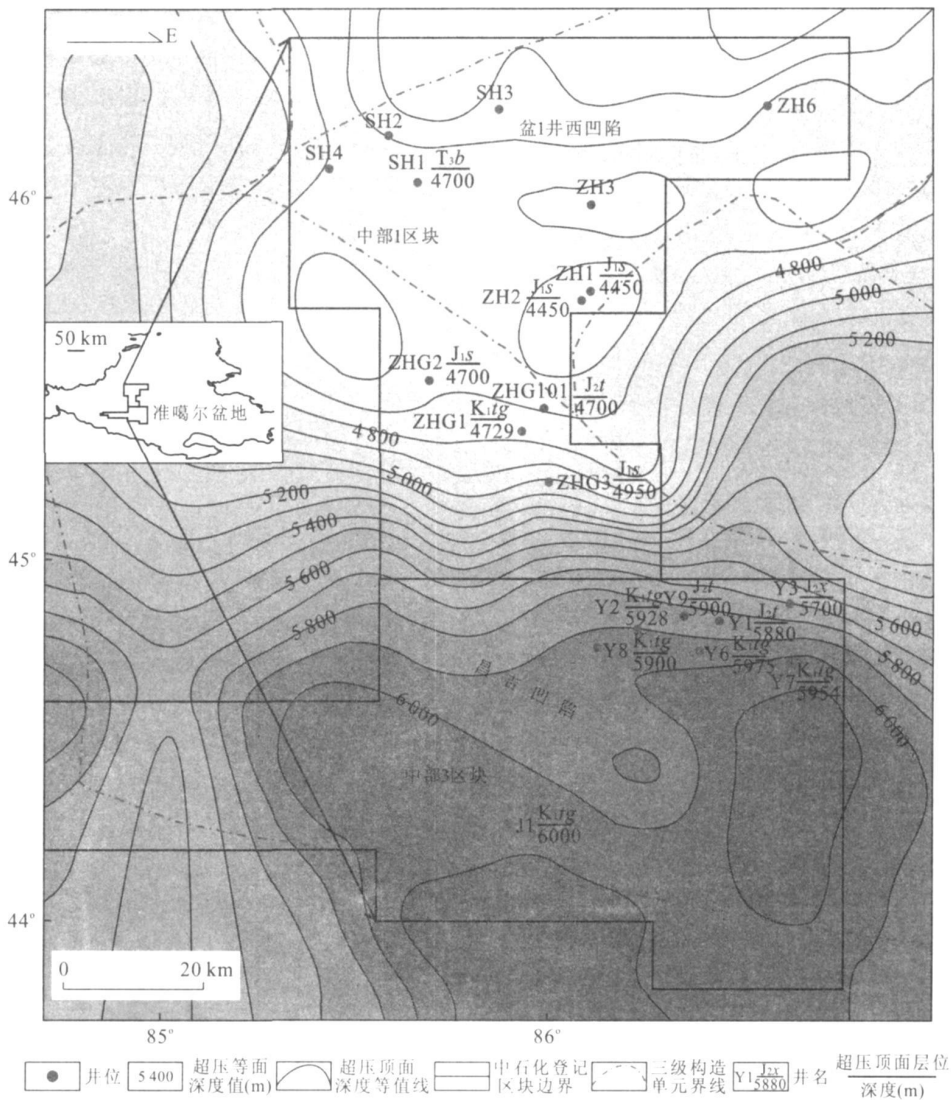 E
SH3
ZH6
SH2
盆1井西凹陷
SH4
SH1 T₃b/4700
46°
ZH3
中部1区块
4 800
ZH1 J₁s/4450
ZH2 J₁s/4450
5 000
50 km
5 200
ZHG2 J₁s/4700
准噶尔盆地
ZHG101 J₂t/4700
ZHG1 K₁tg/4729
4 800
5 000
ZHG3 J₁s/4950
5 200
5 400
45°
5 600
Y3 J₂x/5700
Y2 K₁tg/5928
Y9 J₂t/5900
Y1 J₂t/5880
5 600
5 800
Y8 K₁tg/5900
Y6 K₁tg/5975
5 800
昌吉凹陷
Y7 K₁tg/5954
6 000
6 000
中部3区块
J1 K₁tg/6000
44°
0 20 km
85° 86°
井位
5 400 超压等面深度值(m)
超压顶面深度等值线
中石化登记区块边界
三级构造单元界线
Y1 J₂x/5880 井名 超压顶面层位/深度(m)